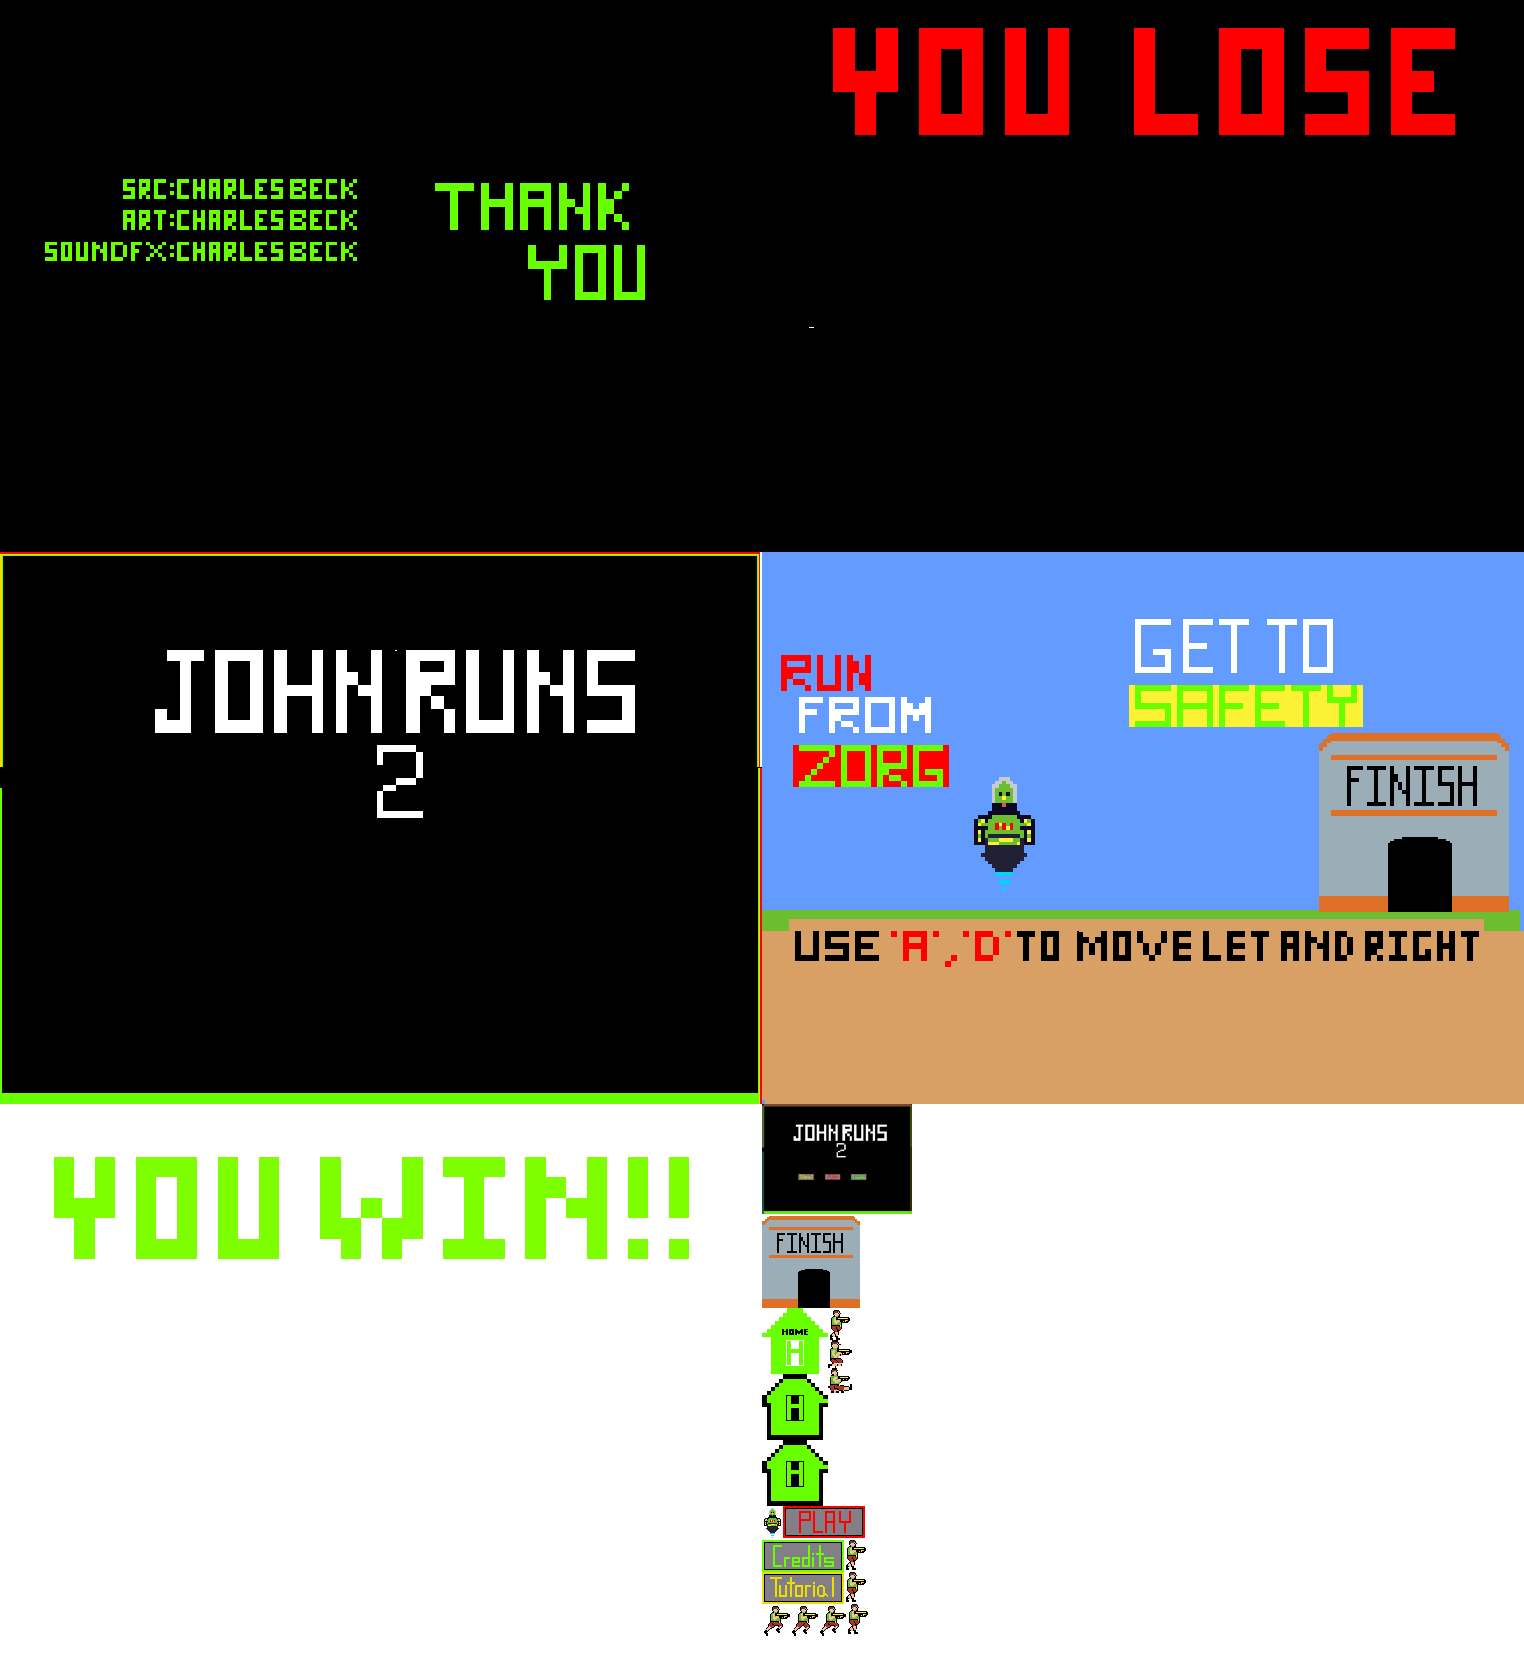 SRC:CHARLES BECK
ART:CHARLES BECK
SOUNDFX:CHARLES BECK
THANK
YOU
YOU LOSE
JOHN RUNS
2
RUN
FROM
ZORG
GET TO
SAFETY
FINISH
USE 'A','D' TO MOVE LET AND RIGHT
YOU WIN!!
JOHN RUNS
2
FINISH
HOME
H
H
H
PLAY
Credits
Tutorial